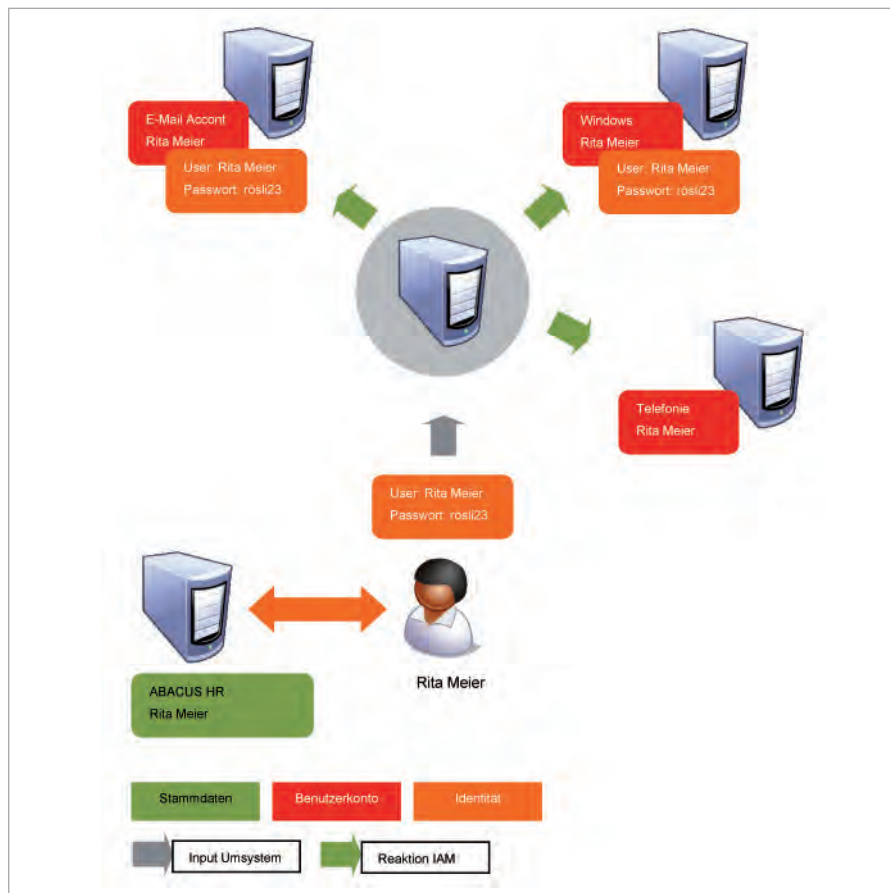 E-Mail Accont
Rita Meier
User: Rita Meier
Passwort: rösli23
Windows
Rita Meier
User: Rita Meier
Passwort: rösli23
Telefonie
Rita Meier
User: Rita Meier
Passwort: rösli23
Rita Meier
ABACUS HR
Rita Meier
Stammdaten
Benutzerkonto
Identität
Input Umsystem
Reaktion IAM